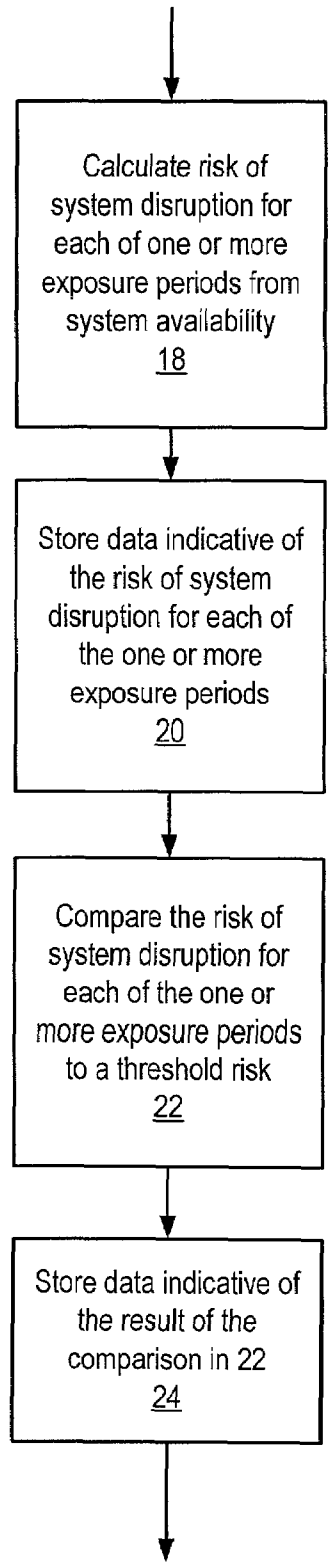 Calculate risk of
system disruption for
each of one or more
exposure periods from
system availability
18
Store data indicative of
the risk of system
disruption for each of
the one or more
exposure periods
20
Compare the risk of
system disruption for
each of the one or
more exposure periods
to a threshold risk
22
Store data indicative of
the result of the
comparison in 22
24